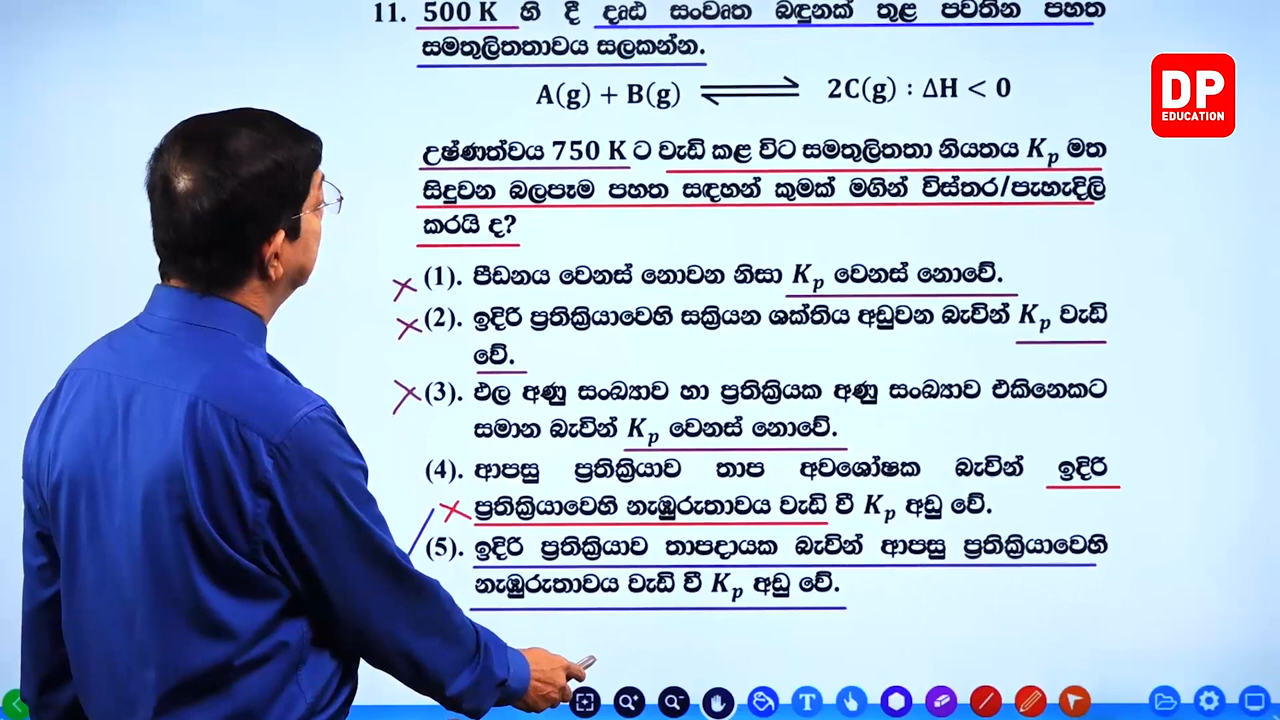 11. 500 K හි දී දෘඪ සංවෘත බඳුනක් තුළ පවතින පහත
සමතුලිතතාවය සලකන්න.
A(g) + B(g) ⇌ 2C(g) : ΔH < 0
උෂ්ණත්වය 750 K ට වැඩි කළ විට සමතුලිතතා නියතය Kp මත
සිදුවන බලපෑම පහත සඳහන් කුමක් මගින් විස්තර/පැහැදිලි
කරයි ද?
(1). පීඩනය වෙනස් නොවන නිසා Kp වෙනස් නොවේ.
(2). ඉදිරි ප්‍රතික්‍රියාවෙහි සක්‍රියන ශක්තිය අඩුවන බැවින් Kp වැඩි
වේ.
(3). ඵල අණු සංඛ්‍යාව හා ප්‍රතික්‍රියක අණු සංඛ්‍යාව එකිනෙකට
සමාන බැවින් Kp වෙනස් නොවේ.
(4). ආපසු ප්‍රතික්‍රියාව තාප අවශෝෂක බැවින් ඉදිරි
ප්‍රතික්‍රියාවෙහි නැඹුරුතාවය වැඩි වී Kp අඩු වේ.
(5). ඉදිරි ප්‍රතික්‍රියාව තාපදායක බැවින් ආපසු ප්‍රතික්‍රියාවෙහි
නැඹුරුතාවය වැඩි වී Kp අඩු වේ.
DP
EDUCATION